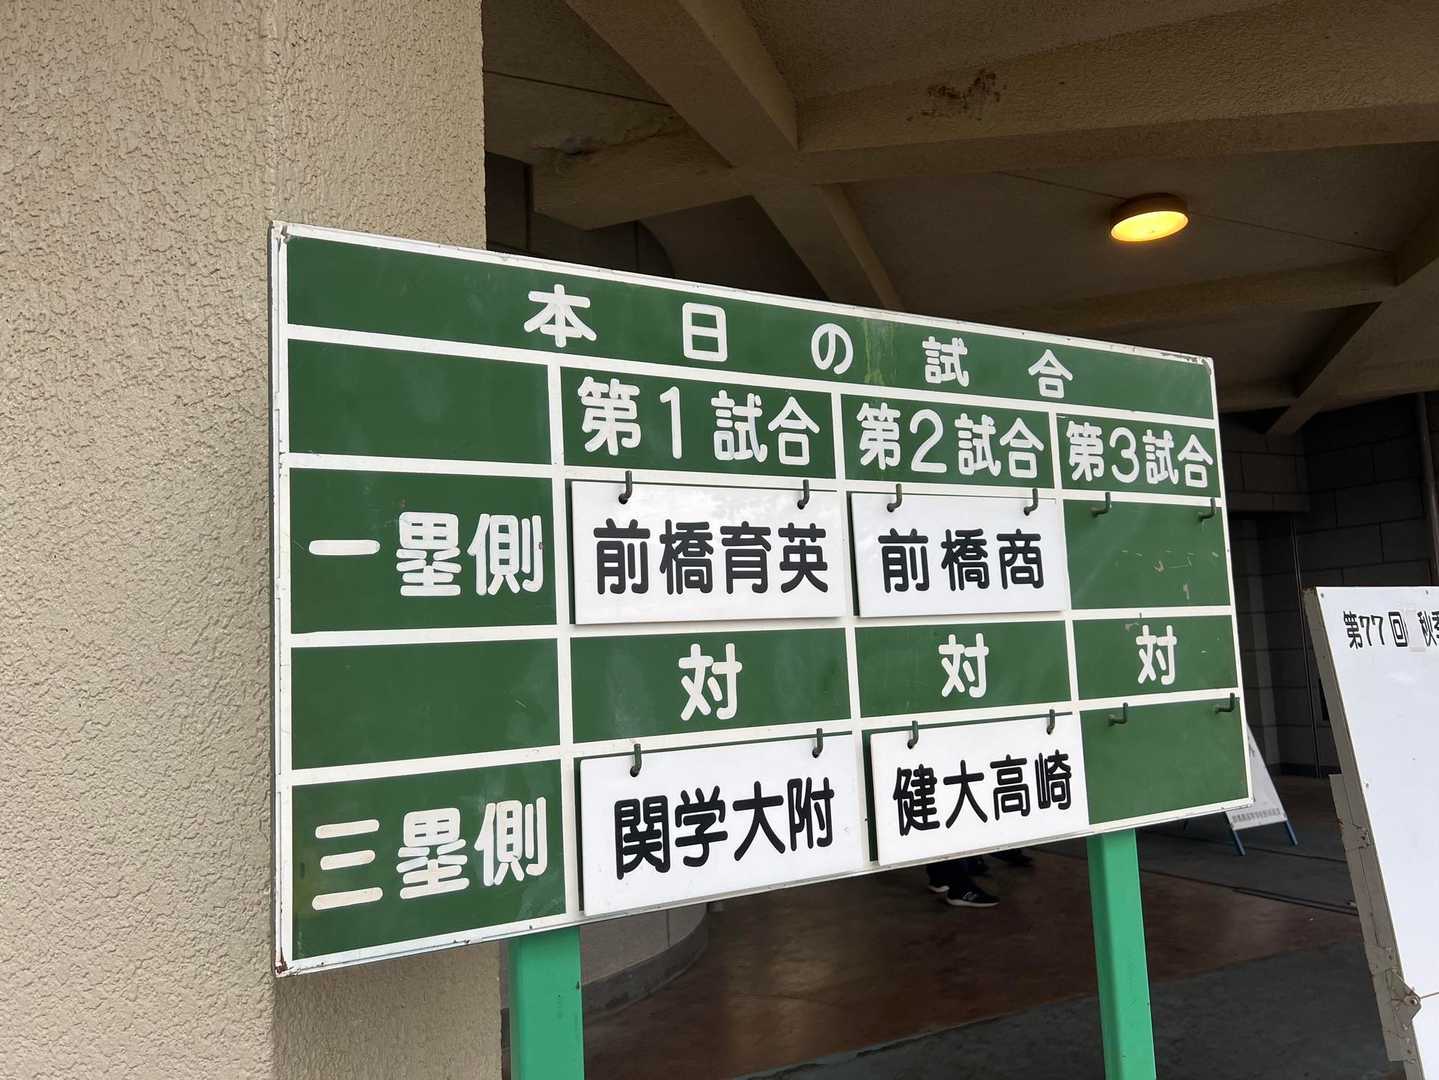 本日の試合
第1試合 第2試合 第3試合
一塁側 前橋育英 前橋商
対 対 対
三塁側 関学大附 健大高崎
第77回 秋季